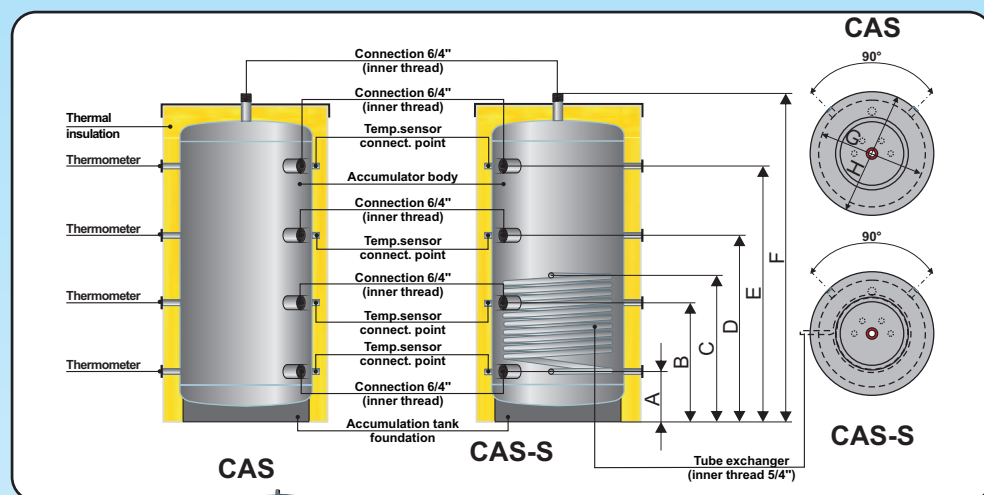 CAS
90°
Connection 6/4"
(inner thread)
Connection 6/4"
(inner thread)
Thermal
insulation
Temp.sensor
connect. point
Thermometer
Accumulator body
Connection 6/4"
(inner thread)
Thermometer
Temp.sensor
connect. point
Connection 6/4"
(inner thread)
Thermometer
Temp.sensor
connect. point
Temp.sensor
connect. point
Thermometer
Connection 6/4"
(inner thread)
Accumulation tank
foundation
CAS
CAS-S
A
B
C
D
E
F
G
H
90°
CAS-S
Tube exchanger
(inner thread 5/4")